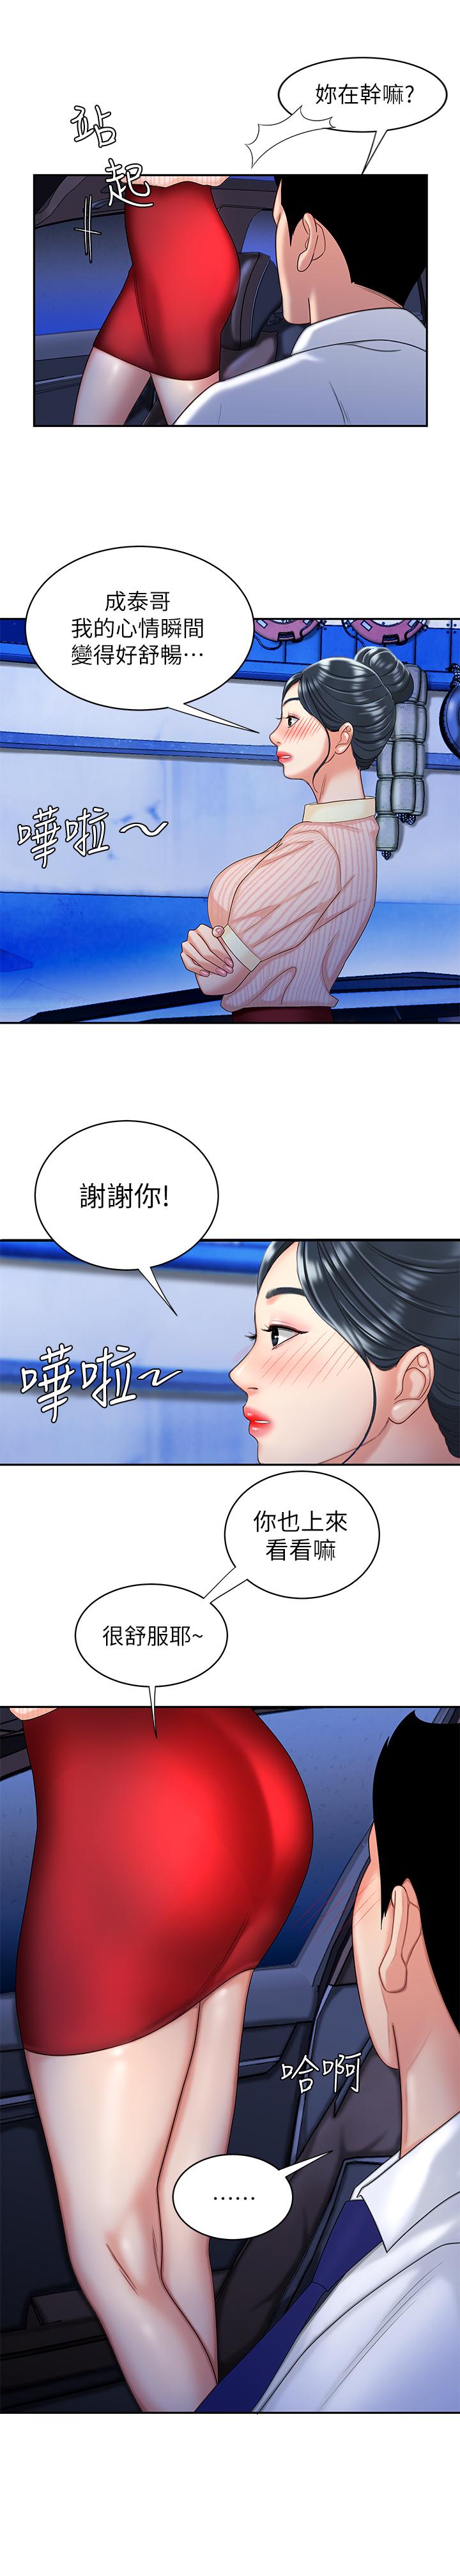 妳在幹嘛?
站
起
成泰哥
我的心情瞬間
變得好舒暢…
嘩啦～
謝謝你!
嘩啦~
你也上來
看看嘛
很舒服耶~
哈啊
……